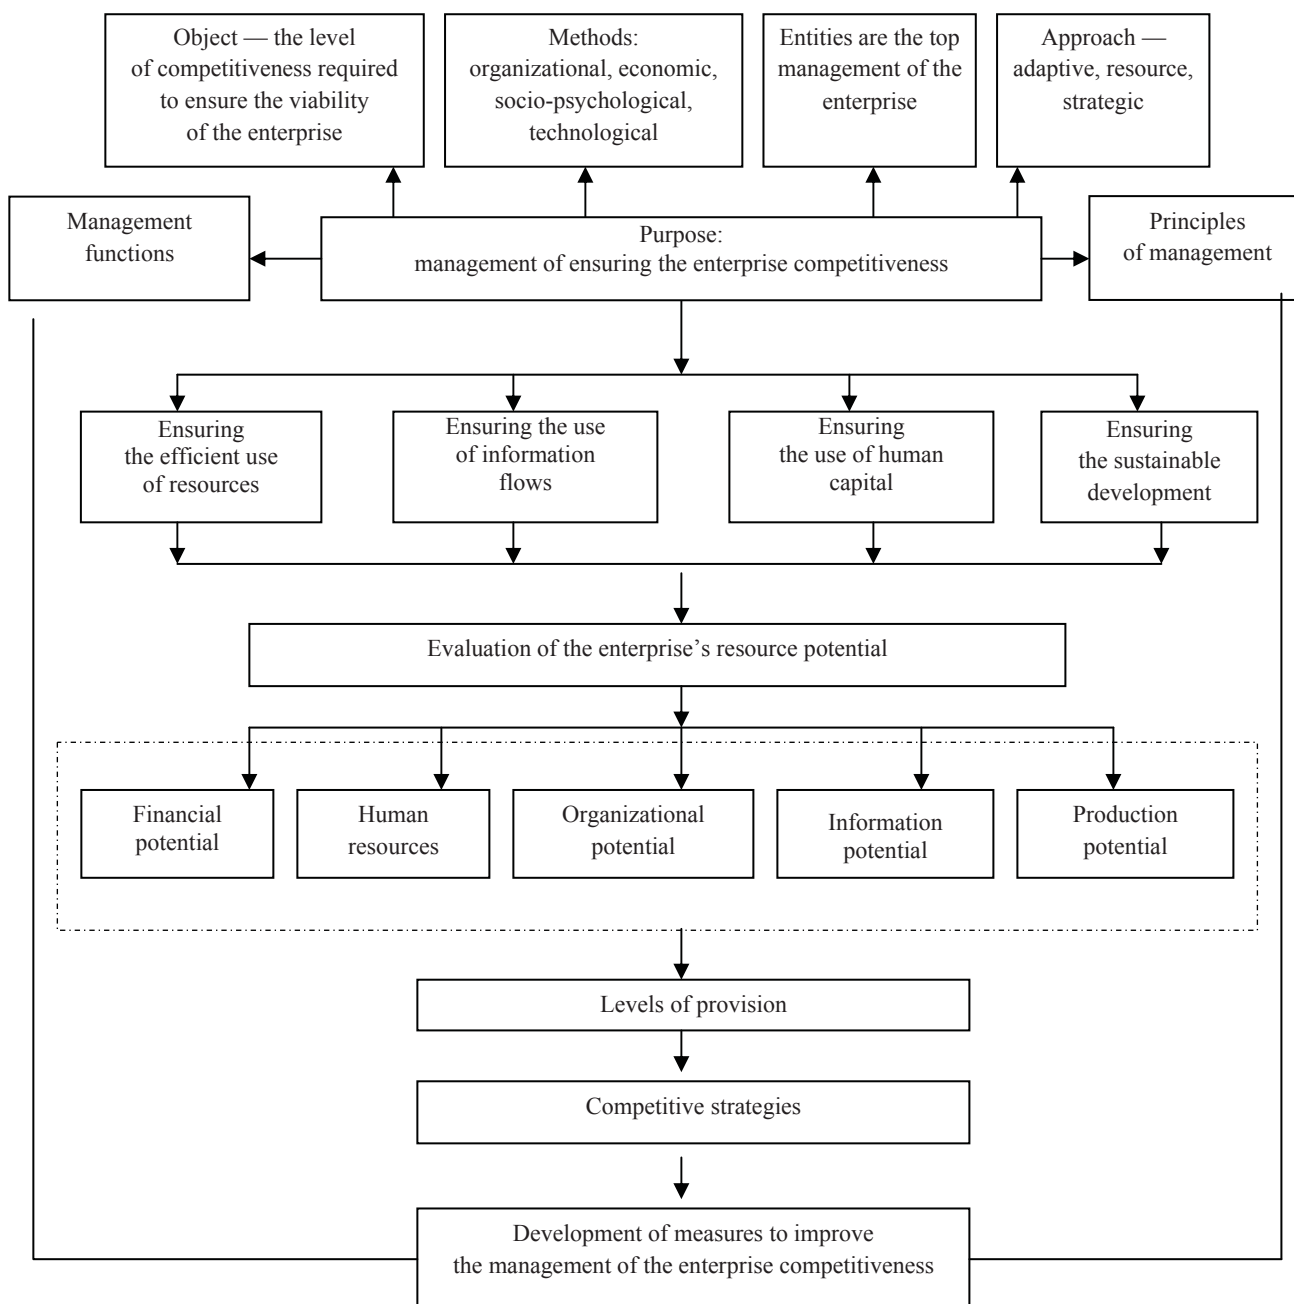 Object — the level
of competitiveness required
to ensure the viability
of the enterprise
Methods:
organizational, economic,
socio-psychological,
technological
Entities are the top
management of the
enterprise
Approach —
adaptive, resource,
strategic
Management
functions
Purpose:
management of ensuring the enterprise competitiveness
Principles
of management
Ensuring
the efficient use
of resources
Ensuring the use
of information
flows
Ensuring
the use of human
capital
Ensuring
the sustainable
development
Evaluation of the enterprise’s resource potential
Financial
potential
Human
resources
Organizational
potential
Information
potential
Production
potential
Levels of provision
Competitive strategies
Development of measures to improve
the management of the enterprise competitiveness